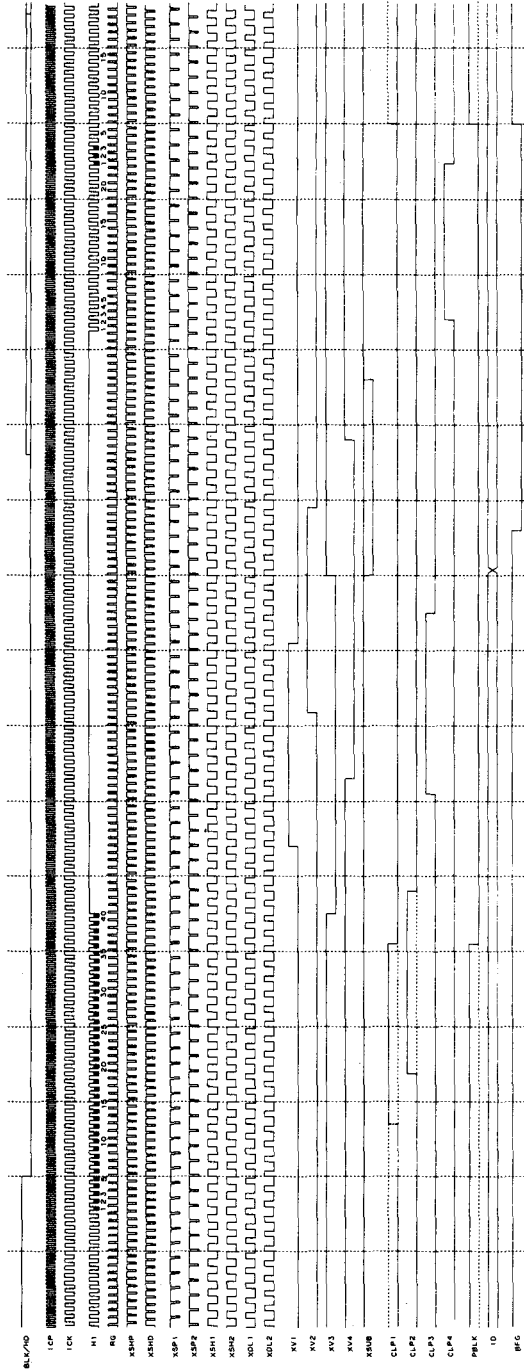 BLK/HD
ICP
ICK
H1
RG
XSHP
XSHD
XSP1
XSP2
XSH1
XSH2
XDL1
XDL2
XV1
XV2
XV3
XV4
XSUB
CLP1
CLP2
CLP3
CLP4
PBLK
ID
BFG
1 2 3 5 10 15 20 25 30 35 40
1 2 3 4 5 10 15 20
1 2 3 5 10 15